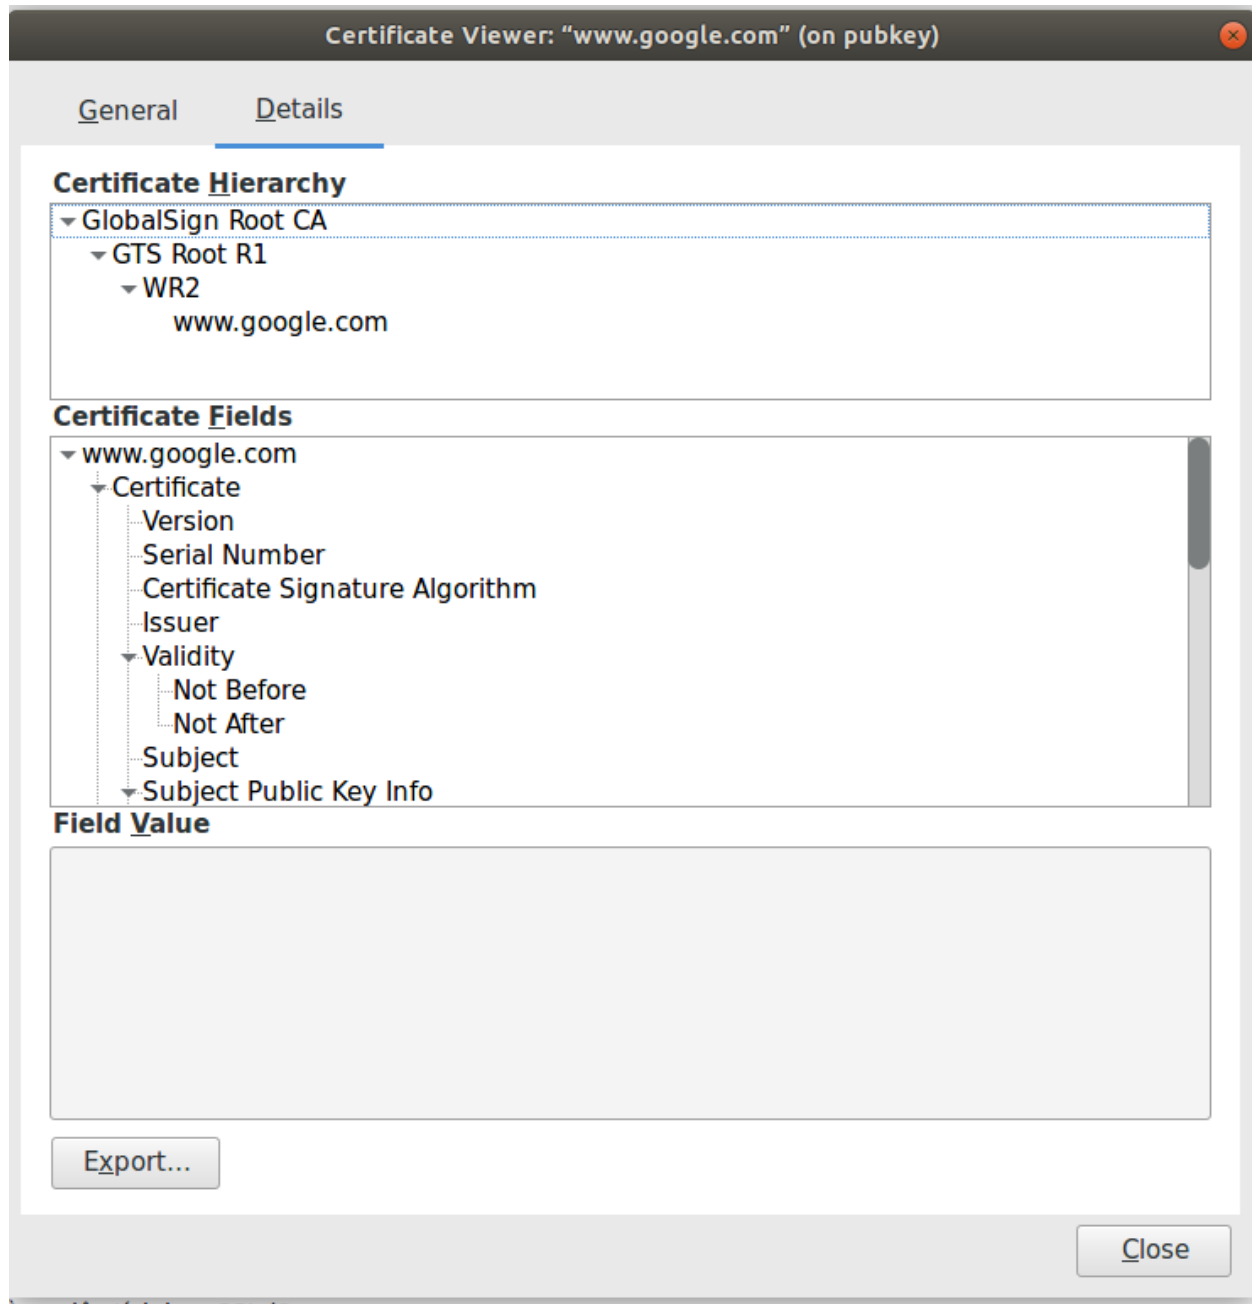 Certificate Viewer: “www.google.com” (on pubkey)
General Details
Certificate Hierarchy
GlobalSign Root CA
GTS Root R1
WR2
www.google.com
Certificate Fields
www.google.com
Certificate
Version
Serial Number
Certificate Signature Algorithm
Issuer
Validity
Not Before
Not After
Subject
Subject Public Key Info
Field Value
Export...
Close